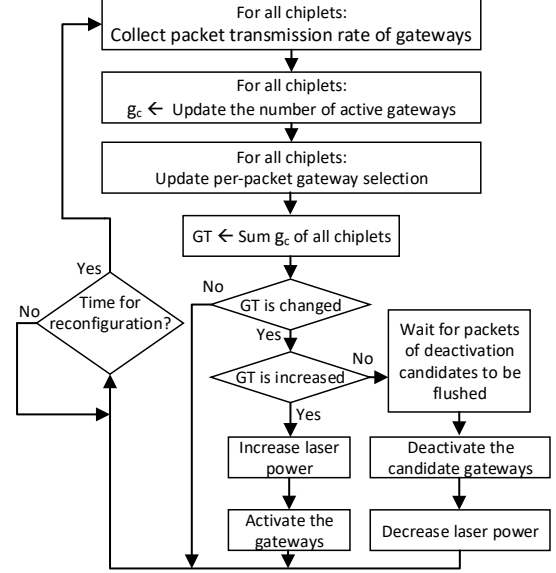 For all chiplets:
Collect packet transmission rate of gateways
For all chiplets:
gc ← Update the number of active gateways
For all chiplets:
Update per-packet gateway selection
GT ← Sum gc of all chiplets
Yes
No
Time for
reconfiguration?
No
GT is changed
Yes
GT is increased
No
Yes
Wait for packets
of deactivation
candidates to be
flushed
Increase laser
power
Deactivate the
candidate gateways
Activate the
gateways
Decrease laser power